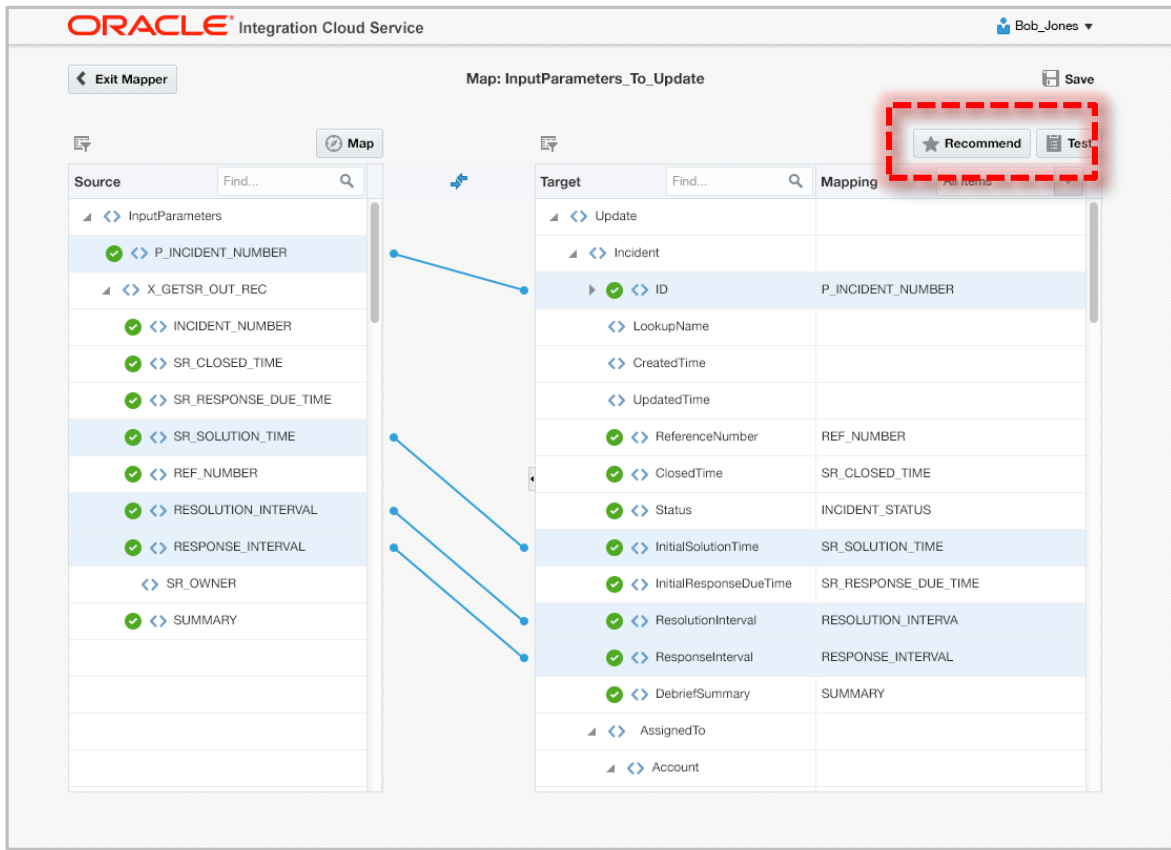 ORACLE® Integration Cloud Service
Bob_Jones
Exit Mapper
Map: InputParameters_To_Update
Save
Map
Recommend
Test
Source
Find...
Target
Find...
Mapping
All Items
InputParameters
P_INCIDENT_NUMBER
X_GETSR_OUT_REC
INCIDENT_NUMBER
SR_CLOSED_TIME
SR_RESPONSE_DUE_TIME
SR_SOLUTION_TIME
REF_NUMBER
RESOLUTION_INTERVAL
RESPONSE_INTERVAL
SR_OWNER
SUMMARY
Update
Incident
ID P_INCIDENT_NUMBER
LookupName
CreatedTime
UpdatedTime
ReferenceNumber REF_NUMBER
ClosedTime SR_CLOSED_TIME
Status INCIDENT_STATUS
InitialSolutionTime SR_SOLUTION_TIME
InitialResponseDueTime SR_RESPONSE_DUE_TIME
ResolutionInterval RESOLUTION_INTERVA
ResponseInterval RESPONSE_INTERVAL
DebriefSummary SUMMARY
AssignedTo
Account